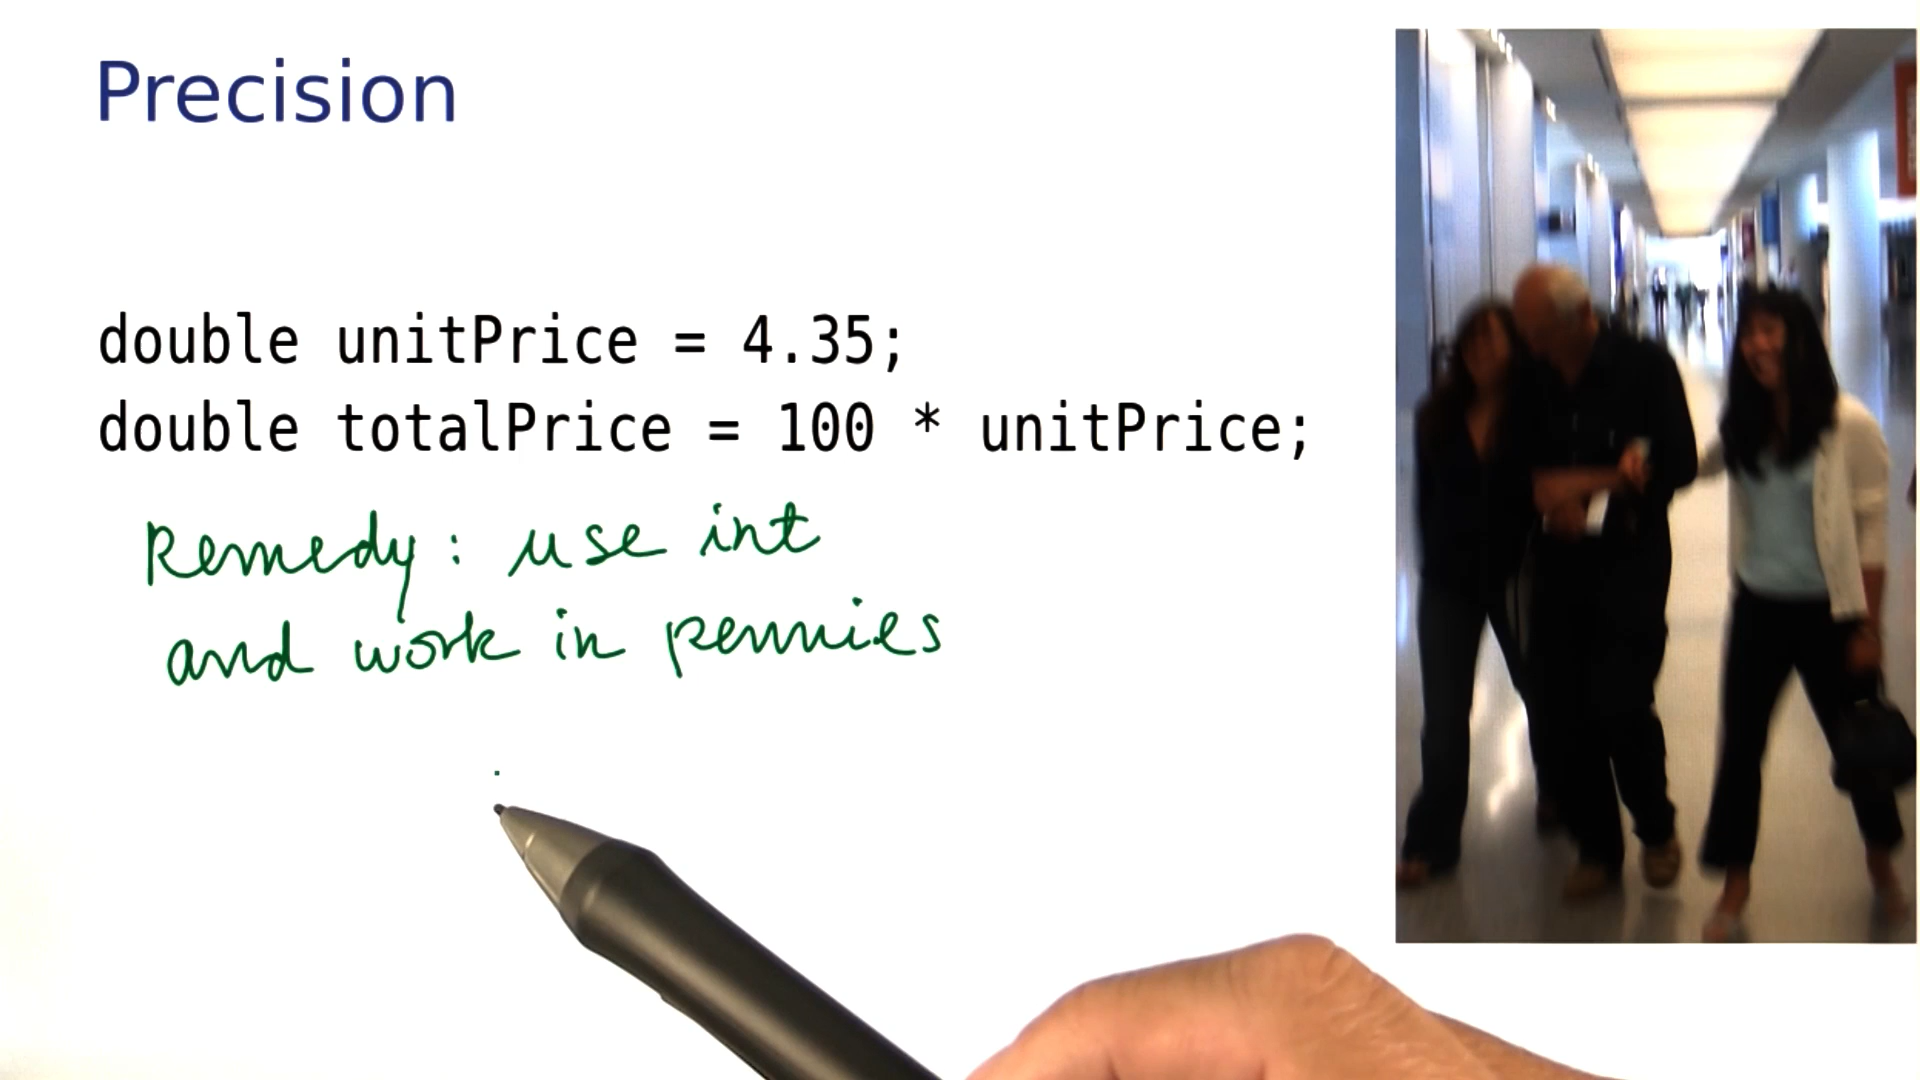 Precision
double unitPrice = 4.35;
double totalPrice = 100 * unitPrice;
Remedy: use int
and work in pennies